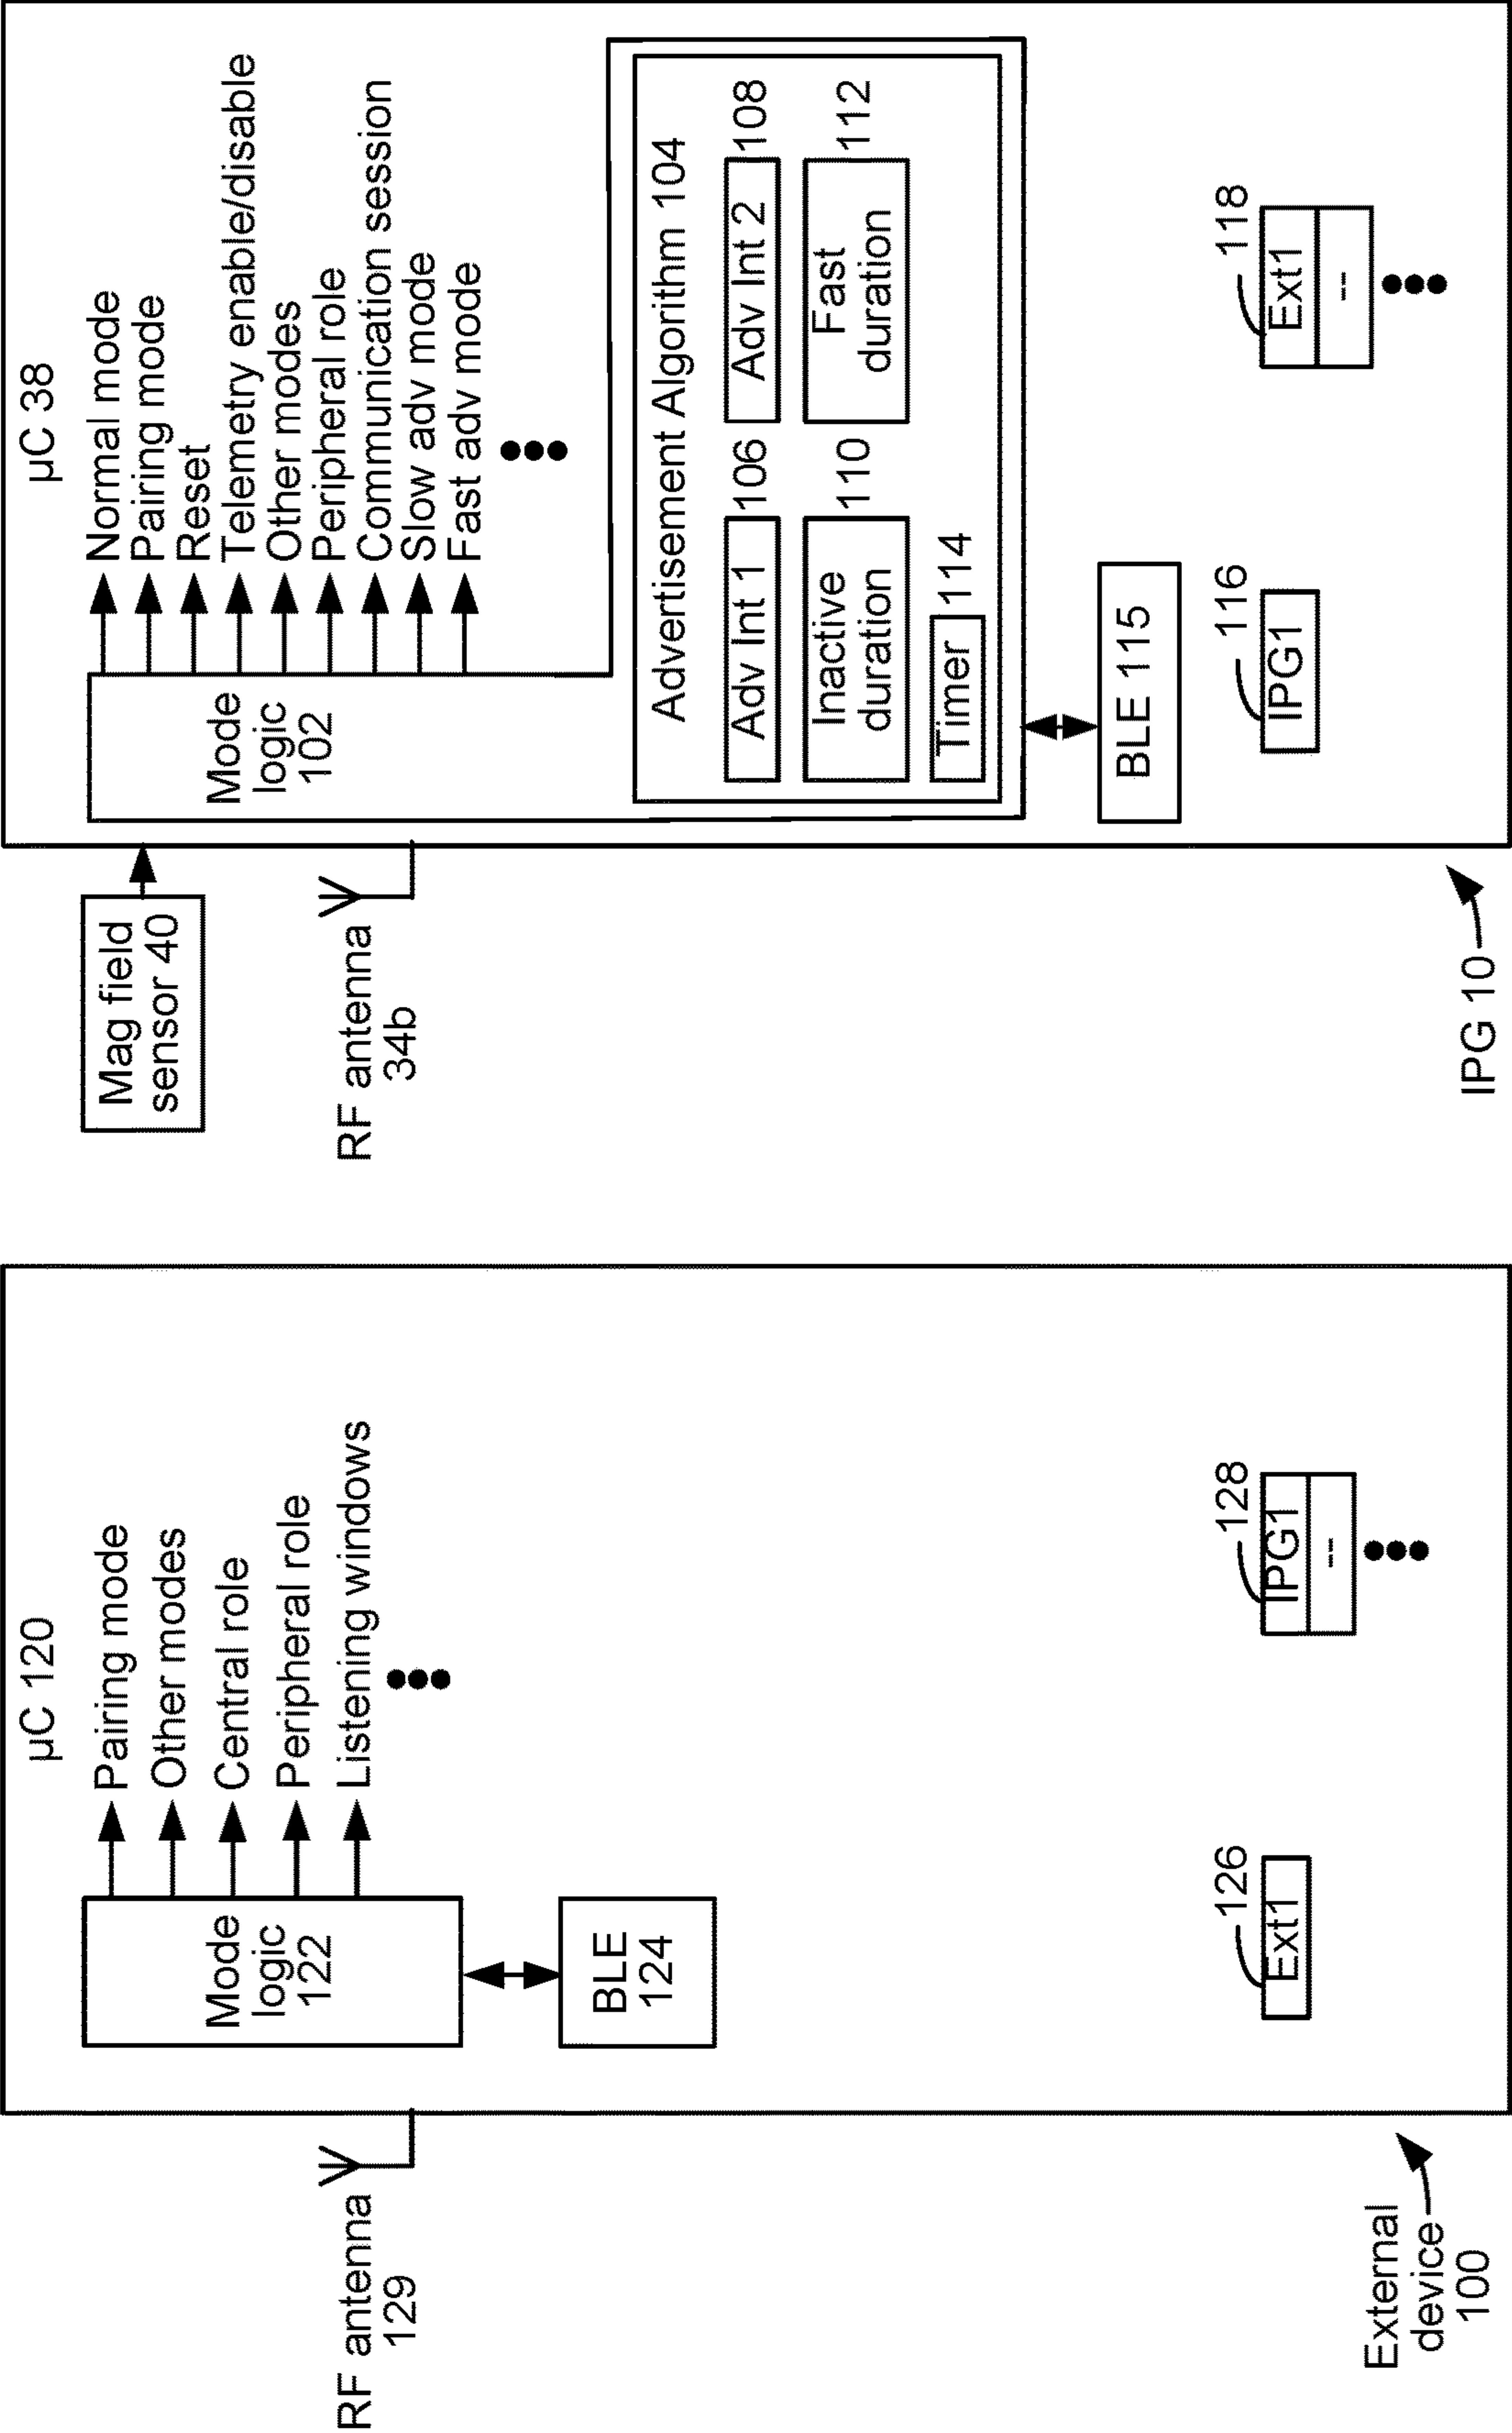 µC 120
Pairing mode
Other modes
Central role
Peripheral role
Listening windows
Mode
logic
122
BLE
124
RF antenna
129
126
Ext1
128
IPG1
--
External
device
100
µC 38
Normal mode
Pairing mode
Reset
Telemetry enable/disable
Other modes
Peripheral role
Communication session
Slow adv mode
Fast adv mode
Mode
logic
102
Mag field
sensor 40
RF antenna
34b
Advertisement Algorithm 104
Adv Int 1 106
Adv Int 2 108
Inactive
duration
110
Fast
duration
112
Timer 114
BLE 115
116
IPG1
118
Ext1
--
IPG 10